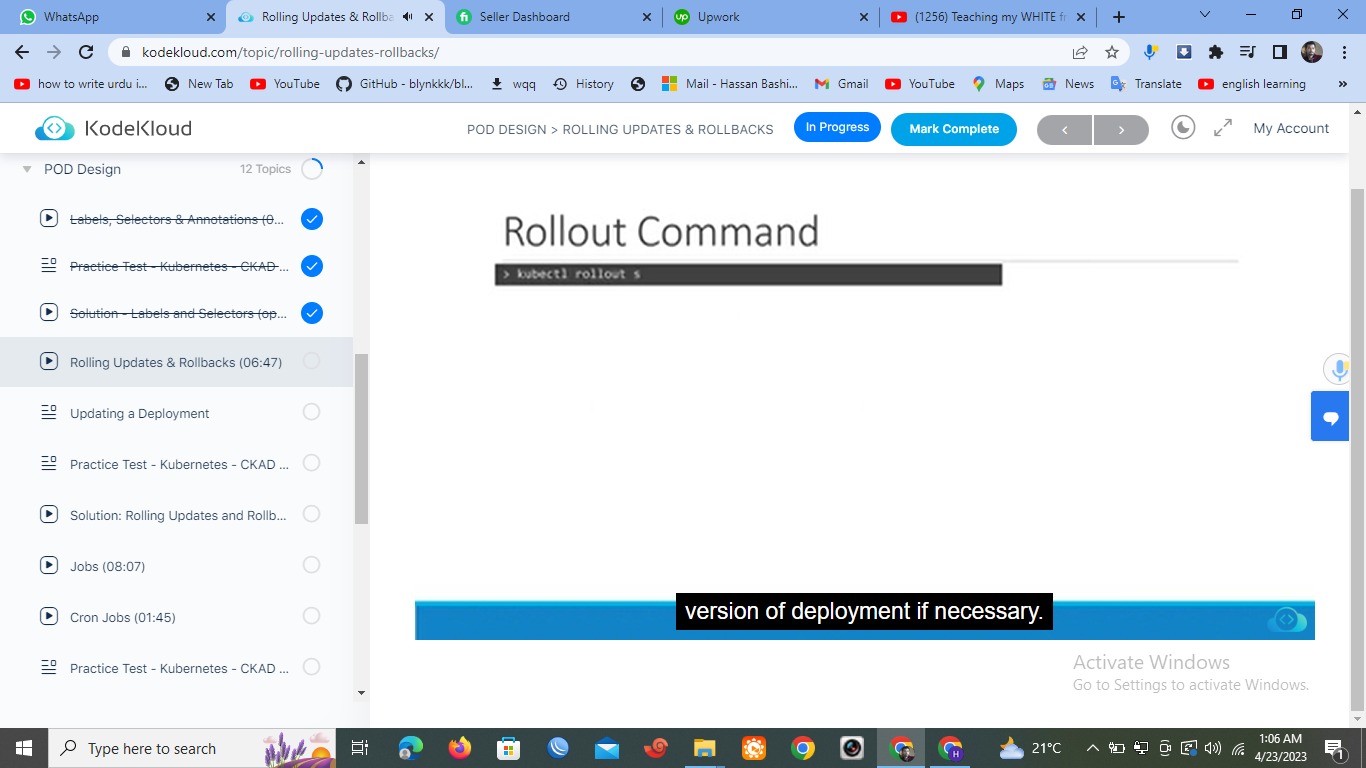 WhatsApp
Rolling Updates & Rollba
Seller Dashboard
up
Upwork
(1256) Teaching my WHITE fr
kodekloud.com/topic/rolling-updates-rollbacks/
how to write urdu i...
New Tab
YouTube
GitHub - blynkkk/bl...
wqq
History
Mail - Hassan Bashi...
Gmail
YouTube
Maps
News
Translate
english learning
»
KodeKloud
POD DESIGN > ROLLING UPDATES & ROLLBACKS
In Progress
Mark Complete
My Account
POD Design
12 Topics
Labels, Selectors & Annotations (0...
Practice Test - Kubernetes - CKAD ...
Solution - Labels and Selectors (op...
Rolling Updates & Rollbacks (06:47)
Updating a Deployment
Practice Test - Kubernetes - CKAD ...
Solution: Rolling Updates and Rollb...
Jobs (08:07)
Cron Jobs (01:45)
Practice Test - Kubernetes - CKAD ...
Rollout Command
> kubectl rollout s
version of deployment if necessary.
Activate Windows
Go to Settings to activate Windows.
Type here to search
21°C
1:06 AM
4/23/2023
1